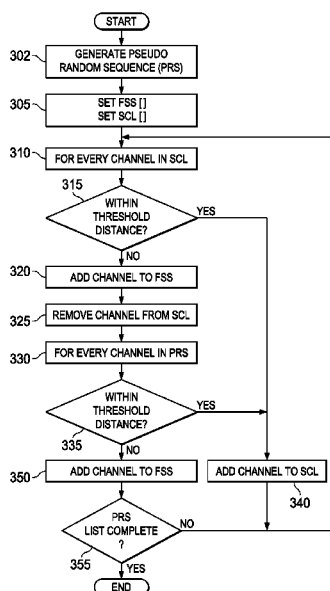 START
302
GENERATE PSEUDO
RANDOM SEQUENCE (PRS)
305
SET FSS [ ]
SET SCL [ ]
310
FOR EVERY CHANNEL IN SCL
315
WITHIN
THRESHOLD
DISTANCE?
YES
NO
320
ADD CHANNEL TO FSS
325
REMOVE CHANNEL FROM SCL
330
FOR EVERY CHANNEL IN PRS
WITHIN
THRESHOLD
DISTANCE?
YES
335
NO
350
ADD CHANNEL TO FSS
ADD CHANNEL TO SCL
340
PRS
LIST COMPLETE
?
NO
355
YES
END